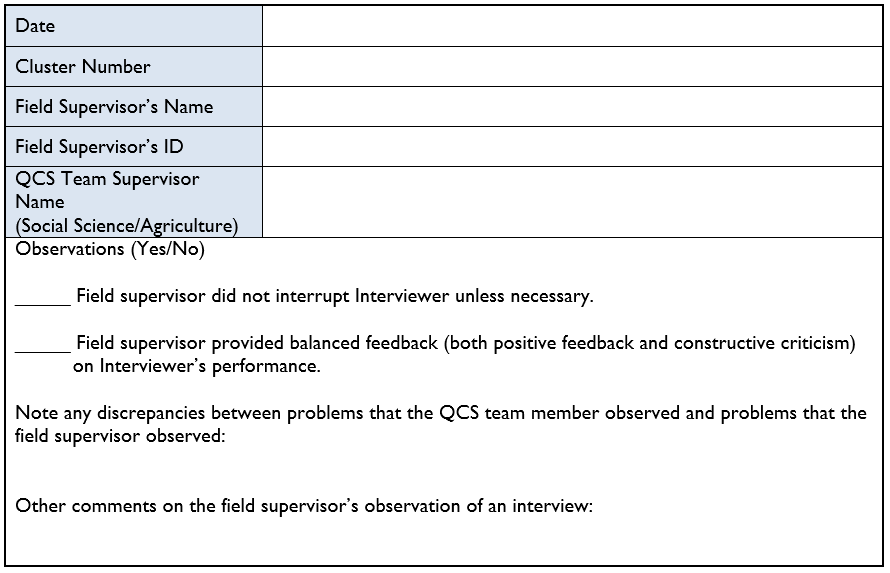 Date
Cluster Number
Field Supervisor's Name
Field Supervisor's ID
QCS Team Supervisor
Name
(Social Science/Agriculture)
Observations (Yes/No)
______ Field supervisor did not interrupt Interviewer unless necessary.
______ Field supervisor provided balanced feedback (both positive feedback and constructive criticism)
on Interviewer's performance.
Note any discrepancies between problems that the QCS team member observed and problems that the
field supervisor observed:
Other comments on the field supervisor's observation of an interview: